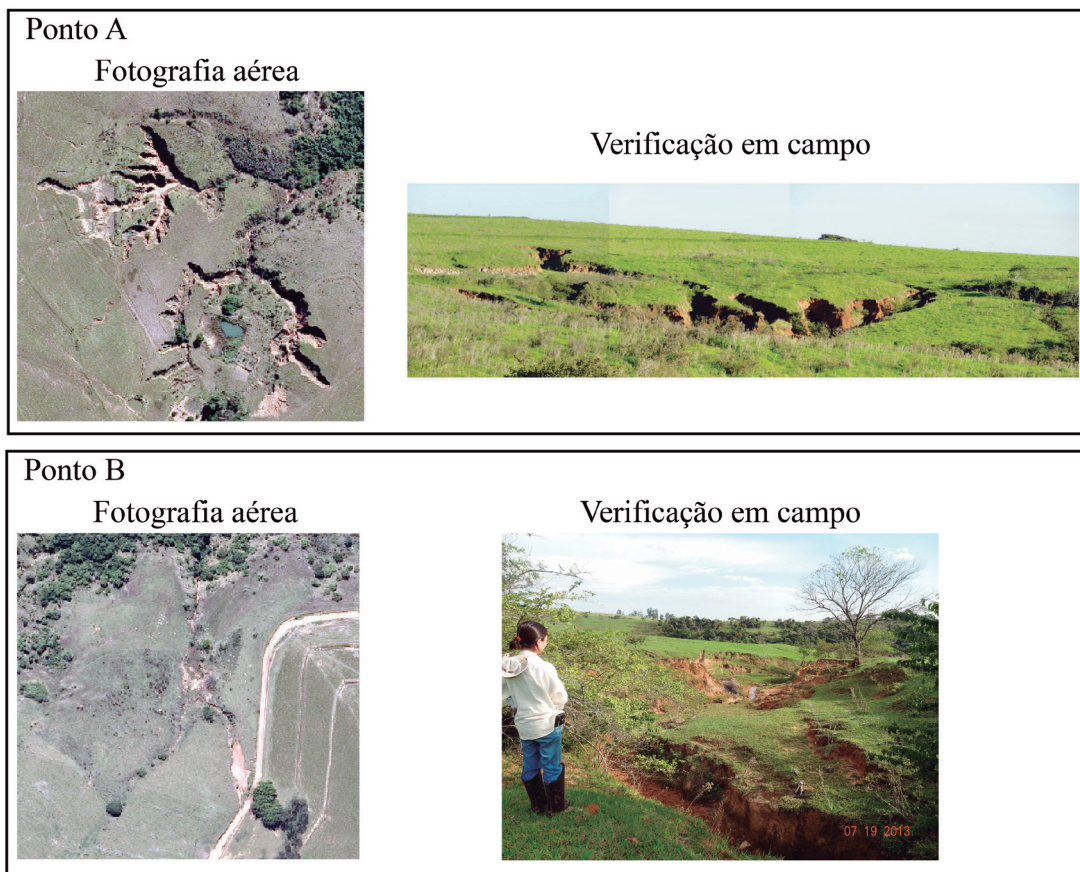 Ponto A
Fotografia aérea
Verificação em campo
Ponto B
Fotografia aérea
Verificação em campo
07 19 2013